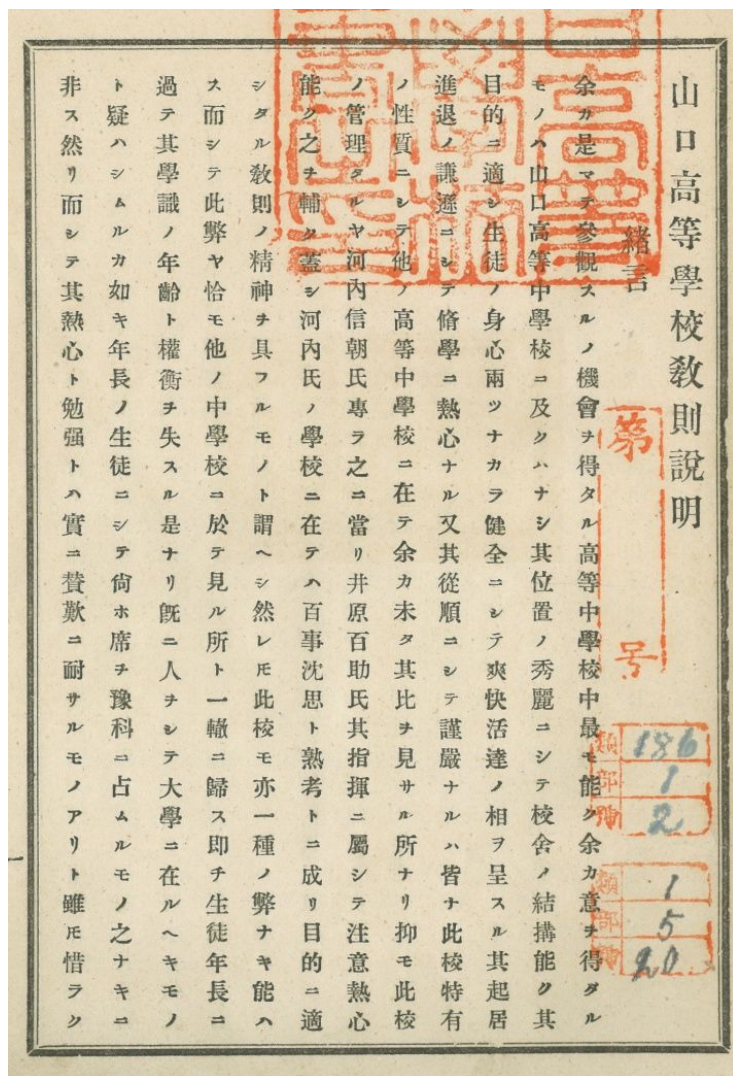 山口高等學校教則說明
緖言
余カ是マテ參觀スルノ機會ヲ得タル高等中學校中最モ能ク余カ意ヲ得タル
モノハ山口高等中學校ニ及クハナシ其位置ノ秀麗ニシテ校舍ノ結搆能ク其
目的ニ適シ生徒ノ身心兩ツナカラ健全ニシテ爽快活達ノ相ヲ呈スル其起居
進退ノ謙遜ニシテ脩學ニ熱心ナル又其從順ニシテ謹嚴ナルハ皆ナ此校特有
ノ性質ニシテ他ノ高等中學校ニ在テ余カ未タ其比ヲ見サル所ナリ抑モ此校
ノ管理タルヤ河內信朝氏專ラ之ニ當リ井原百助氏其指揮ニ屬シテ注意熱心
能ク之ヲ輔ク蓋シ河內氏ノ學校ニ在テハ百事沈思ト熟考トニ成リ目的ニ適
シタル敎則ノ精神ヲ具フルモノト謂ヘシ然レ𪜈此校モ亦一種ノ弊ナキ能ハ
ス而シテ此弊ヤ恰モ他ノ中學校ニ於テ見ル所ト一轍ニ歸ス卽チ生徒年長ニ
過テ其學識ノ年齡ト權衡ヲ失スル是ナリ旣ニ人ヲシテ大學ニ在ルヘキモノ
ト疑ハシムルカ如キ年長ノ生徒ニシテ尙ホ席ヲ豫科ニ占ムルモノ之ナキニ
非ス然リ而シテ其熱心ト勉强トハ實ニ賛歎ニ耐サルモノアリト雖𪜈惜ラク
一
第
号
類 186
部 1
號 2
類 1
部 5
號 20